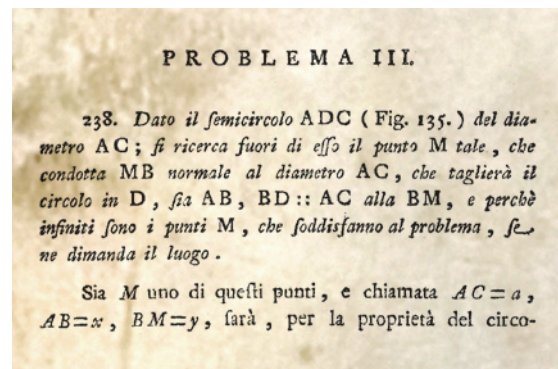 PROBLEMA III.
238. Dato il ſemicircolo ADC (Fig. 135.) del dia-
metro AC; ſi ricerca fuori di eſſo il punto M tale, che
condotta MB normale al diametro AC, che taglierà il
circolo in D, ſia AB, BD :: AC alla BM, e perchè
infiniti ſono i punti M, che ſoddisfanno al problema, ſe
ne dimanda il luogo.
Sia M uno di queſti punti, e chiamata AC=a,
AB=x, BM=y, ſarà, per la proprietà del circo-